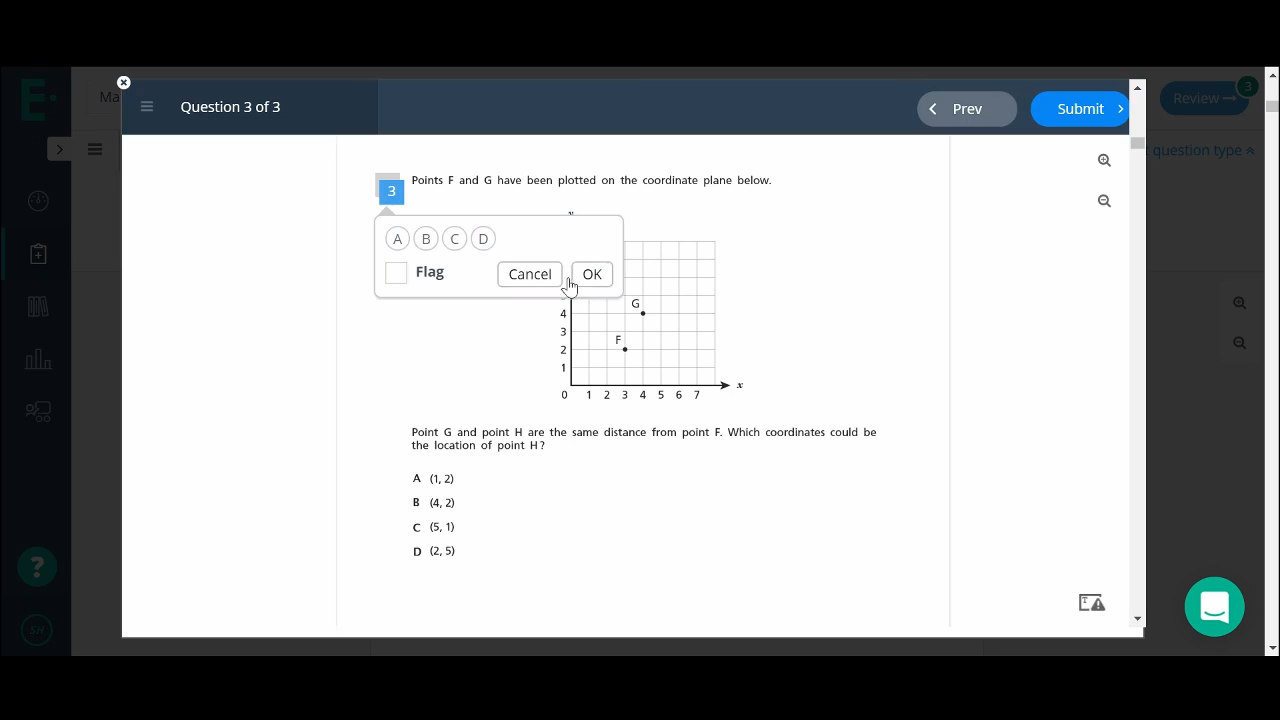 Ma
Question 3 of 3
Prev
Submit
Review
3
question type
3
Points F and G have been plotted on the coordinate plane below.
A B C D
Flag
Cancel
OK
G
4
3
F
2
1
x
0 1 2 3 4 5 6 7
Point G and point H are the same distance from point F. Which coordinates could be
the location of point H?
A (1, 2)
B (4, 2)
C (5, 1)
D (2, 5)
?
SH